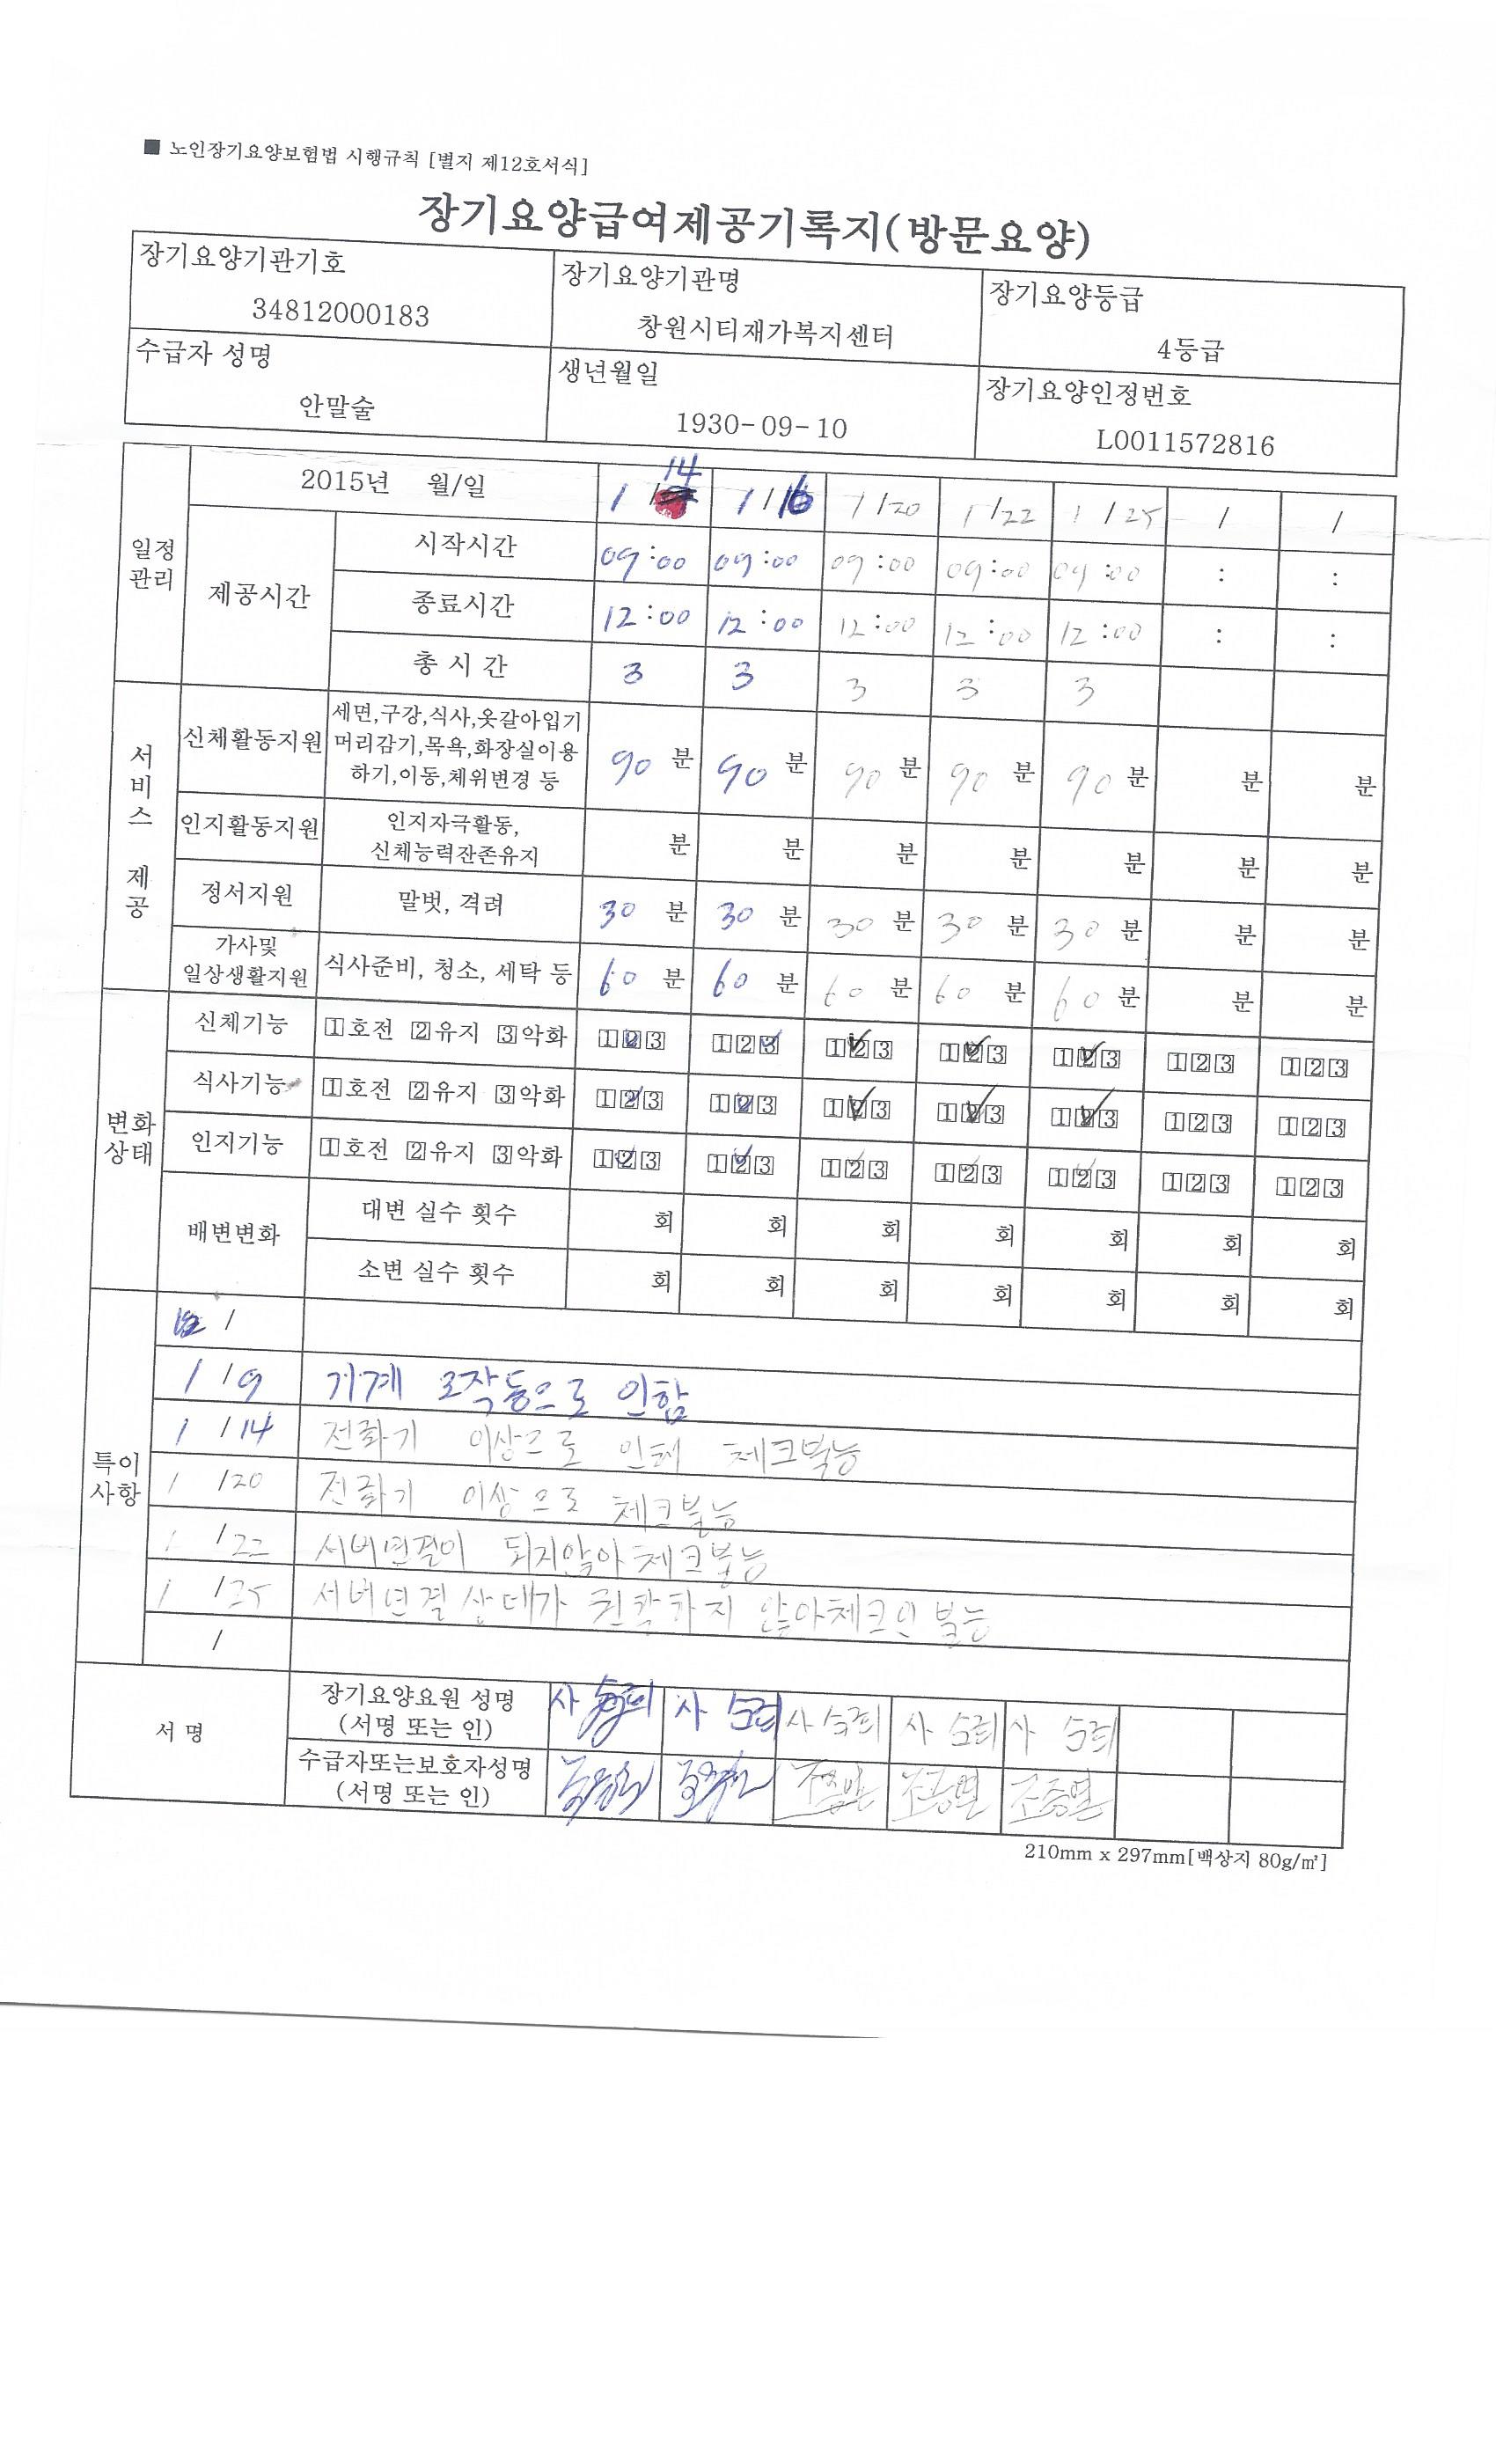 ■ 노인장기요양보험법 시행규칙 [별지 제12호서식]
장기요양급여제공기록지(방문요양)
장기요양기관기호 장기요양기관명 장기요양등급
34812000183 창원시티재가복지센터 4등급
수급자 성명 생년월일 장기요양인정번호
안말술 1930-09-10 L0011572816
일정관리
2015년 월/일 1/14 1/16 1/20 1/22 1/25 / /
제공시간
시작시간 09:00 09:00 09:00 09:00 09:00 : :
종료시간 12:00 12:00 12:00 12:00 12:00 : :
총 시 간 3 3 3 3 3
서비스 제공
신체활동지원
세면,구강,식사,옷갈아입기
머리감기,목욕,화장실이용
하기,이동,체위변경 등
90 분 90 분 90 분 90 분 90 분 분 분
인지활동지원
인지자극활동,
신체능력잔존유지
분 분 분 분 분 분 분
정서지원 말벗, 격려 30 분 30 분 30 분 30 분 30 분 분 분
가사및
일상생활지원
식사준비, 청소, 세탁 등 60 분 60 분 60 분 60 분 60 분 분 분
변화상태
신체기능 1호전 2유지 3악화 123 123 123 123 123 123 123
식사기능 1호전 2유지 3악화 123 123 123 123 123 123 123
인지기능 1호전 2유지 3악화 123 123 123 123 123 123 123
배변변화
대변 실수 횟수 회 회 회 회 회 회 회
소변 실수 횟수 회 회 회 회 회 회 회
특이사항
/
1/9 기계 오작동으로 인함
1/14 전화기 이상으로 인해 체크불능
1/20 전화기 이상으로 체크불능
1/22 서버연결이 되지않아 체크불능
1/25 서버연결상태가 원활하지 않아체크인 불능
/
서 명
장기요양요원 성명
(서명 또는 인)
수급자또는보호자성명
(서명 또는 인)
조종열 조종열
210mm x 297mm[백상지 80g/㎡]